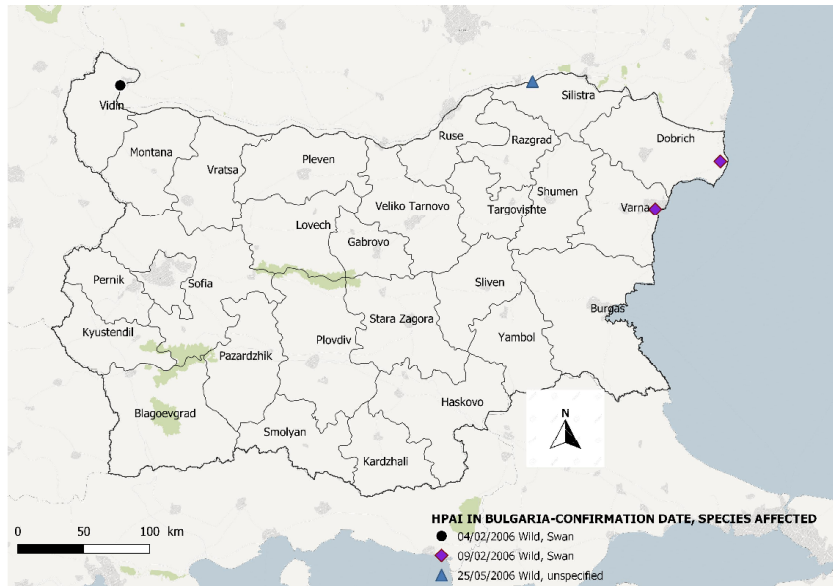 Vidin
Silistra
Ruse
Razgrad
Dobrich
Montana
Pleven
Vratsa
Shumen
Veliko Tarnovo
Targovishte
Varna
Lovech
Gabrovo
Pernik
Sofia
Sliven
Burgas
Stara Zagora
Kyustendil
Plovdiv
Yambol
Pazardzhik
Haskovo
Blagoevgrad
N
Smolyan
Kardzhali
HPAI IN BULGARIA-CONFIRMATION DATE, SPECIES AFFECTED
0 50 100 km
04/02/2006 Wild, Swan
09/02/2006 Wild, Swan
25/05/2006 Wild, unspecified